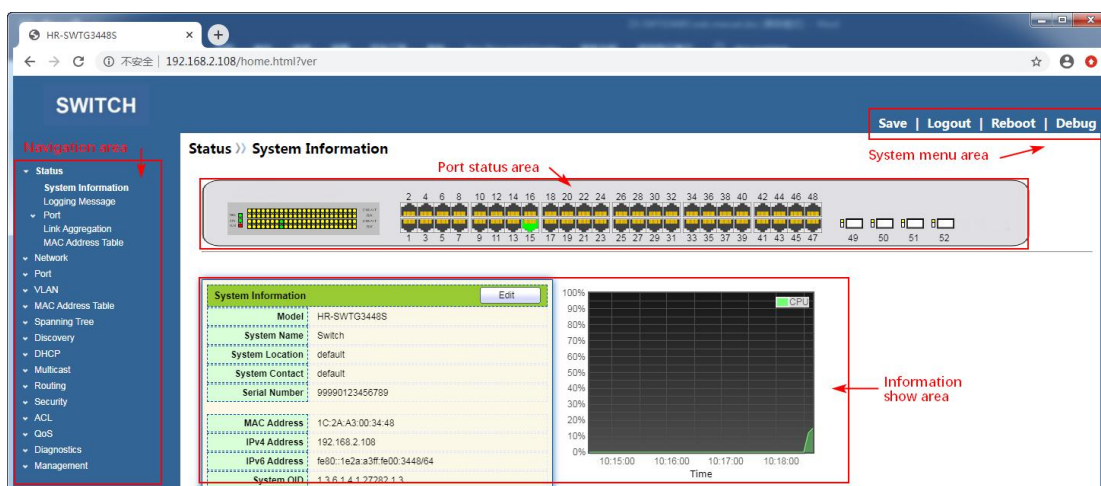 HR-SWTG3448S
不安全 | 192.168.2.108/home.html?ver
SWITCH
Save | Logout | Reboot | Debug
Navigation area
Status 》 System Information
System menu area
Port status area
Status
System Information
Logging Message
Port
Link Aggregation
MAC Address Table
Network
Port
VLAN
MAC Address Table
Spanning Tree
Discovery
DHCP
Multicast
Routing
Security
ACL
QoS
Diagnostics
Management
2 4 6 8 10 12 14 16 18 20 22 24 26 28 30 32 34 36 38 40 42 44 46 48
1 3 5 7 9 11 13 15 17 19 21 23 25 27 29 31 33 35 37 39 41 43 45 47 49 50 51 52
System Information Edit
Model HR-SWTG3448S
System Name Switch
System Location default
System Contact default
Serial Number 99990123456789
MAC Address 1C:2A:A3:00:34:48
IPv4 Address 192.168.2.108
IPv6 Address fe80::1e2a:a3ff:fe00:3448/64
System OID 1.3.6.1.4.1.27282.1.3
CPU
100%
90%
80%
70%
60%
50%
40%
30%
20%
10%
0%
10:15:00 10:16:00 10:17:00 10:18:00
Time
Information
show area